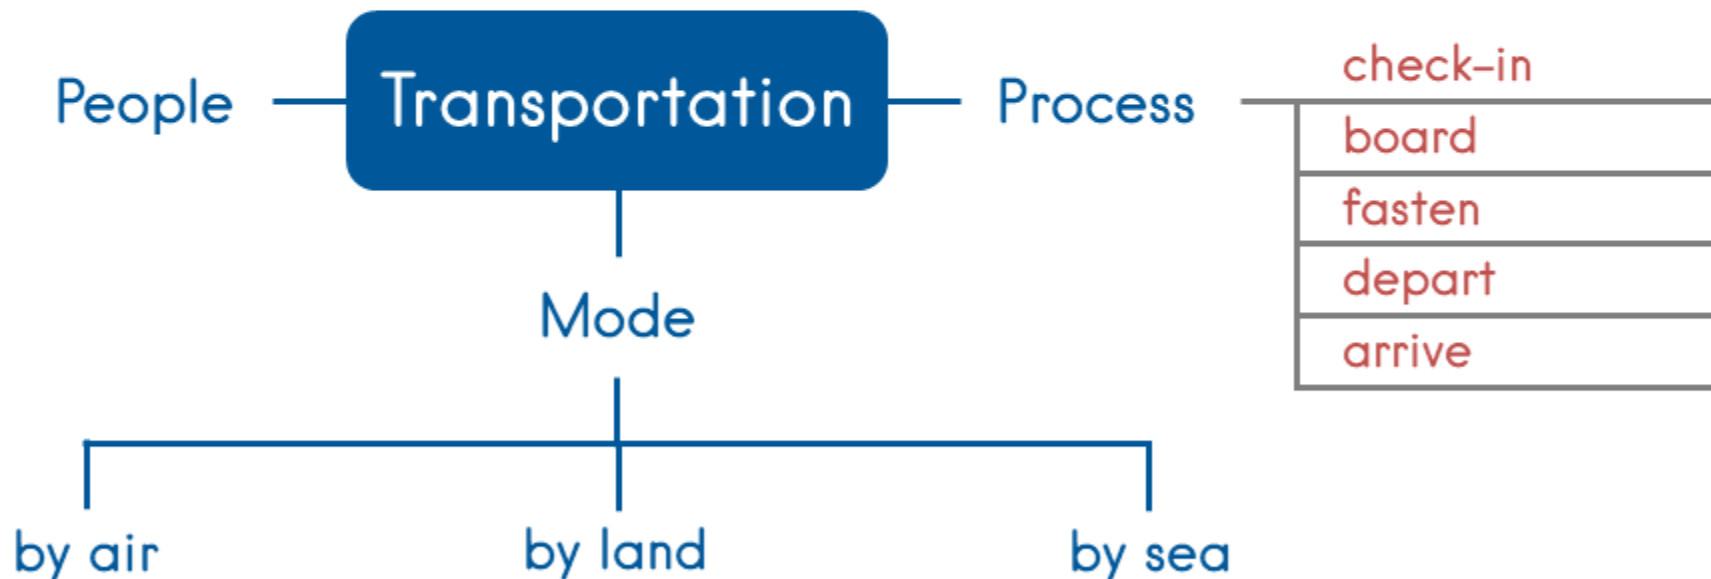 People
Transportation
Process
check-in
board
fasten
depart
arrive
Mode
by air
by land
by sea